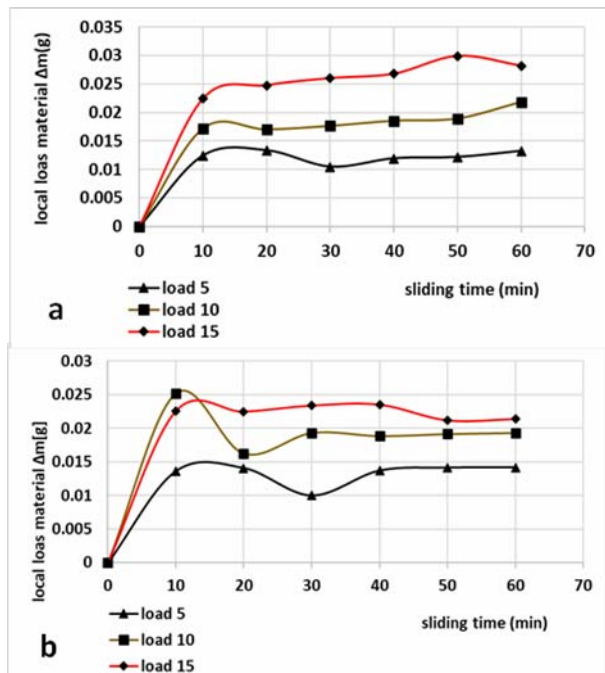 0.035
0.03
0.025
0.02
0.015
0.01
0.005
0
local loas material Δm(g)
0 10 20 30 40 50 60 70
sliding time (min)
a
load 5
load 10
load 15
0.03
0.025
0.02
0.015
0.01
0.005
0
local loas material Δm[g)
0 10 20 30 40 50 60 70
sliding time (min)
b
load 5
load 10
load 15